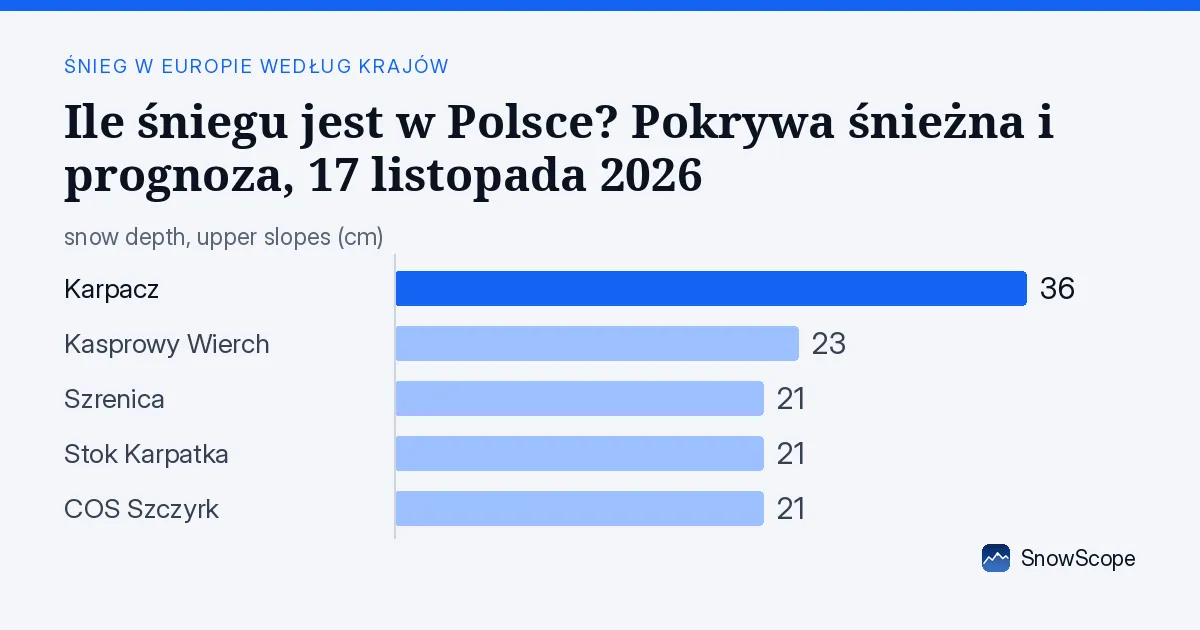 ŚNIEG W EUROPIE WEDŁUG KRAJÓW
Ile śniegu jest w Polsce? Pokrywa śnieżna i
prognoza, 17 listopada 2026
snow depth, upper slopes (cm)
Karpacz 36
Kasprowy Wierch 23
Szrenica 21
Stok Karpatka 21
COS Szczyrk 21
SnowScope